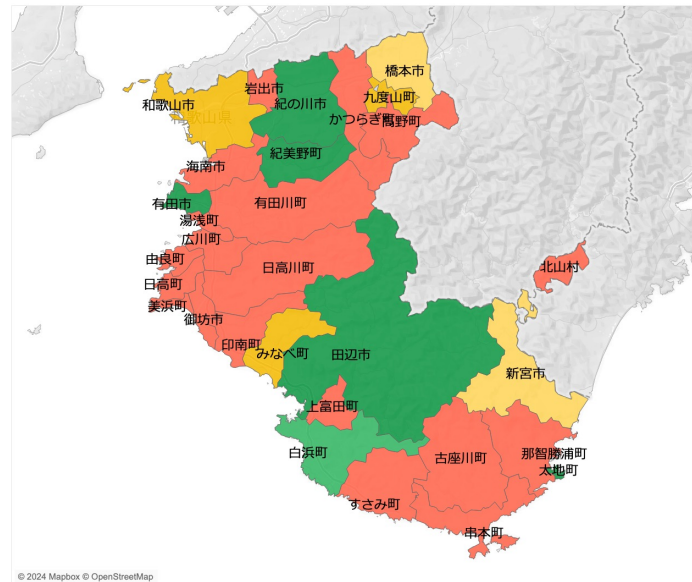 橋本市
岩出市
和歌山市
紀の川市
九度山町
和歌山県
かつらぎ町
高野町
紀美野町
海南市
有田市
有田川町
湯浅町
広川町
由良町
日高川町
北山村
日高町
美浜町
御坊市
印南町
みなべ町
田辺市
新宮市
上富田町
白浜町
古座川町
那智勝浦町
太地町
すさみ町
串本町
© 2024 Mapbox © OpenStreetMap